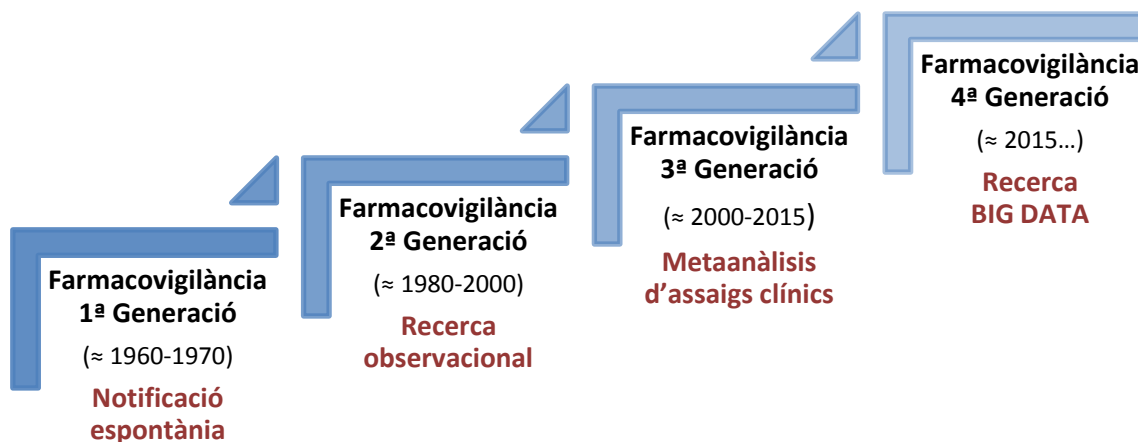 Farmacovigilància
1ª Generació
(≈ 1960-1970)
Notificació
espontània
Farmacovigilància
2ª Generació
(≈ 1980-2000)
Recerca
observacional
Farmacovigilància
3ª Generació
(≈ 2000-2015)
Metaanàlisis
d’assaigs clínics
Farmacovigilància
4ª Generació
(≈ 2015...)
Recerca
BIG DATA